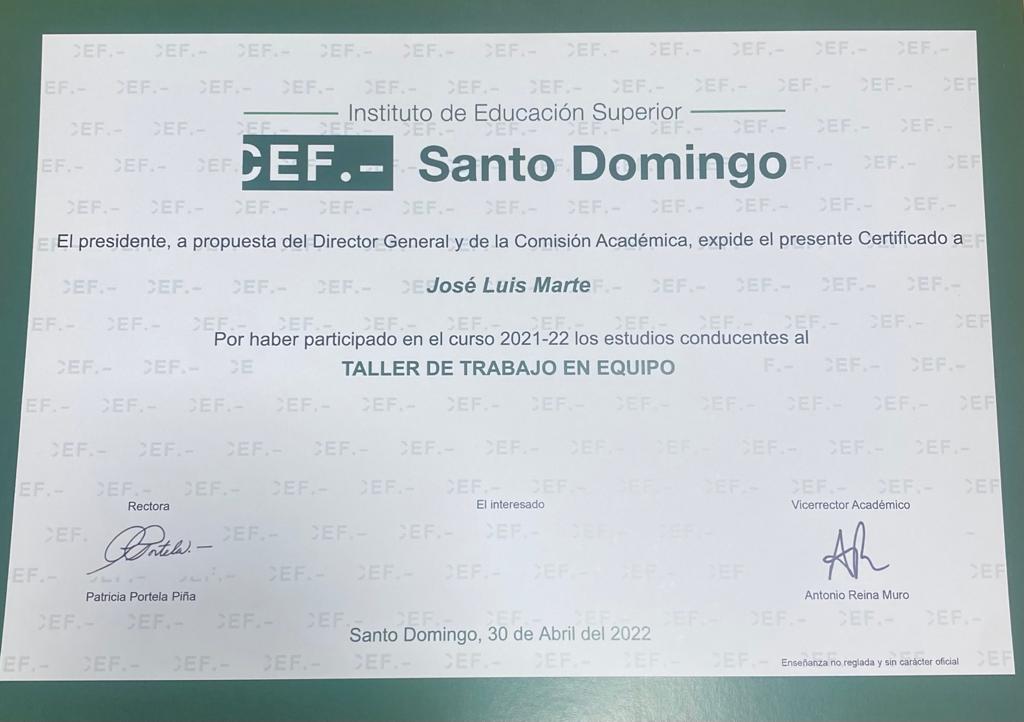 Instituto de Educación Superior
CEF.- Santo Domingo
El presidente, a propuesta del Director General y de la Comisión Académica, expide el presente Certificado a
José Luis Marte
Por haber participado en el curso 2021-22 los estudios conducentes al
TALLER DE TRABAJO EN EQUIPO
Rectora
El interesado
Vicerrector Académico
Portela.-
AR
Patricia Portela Piña
Antonio Reina Muro
Santo Domingo, 30 de Abril del 2022
Enseñanza no reglada y sin carácter oficial